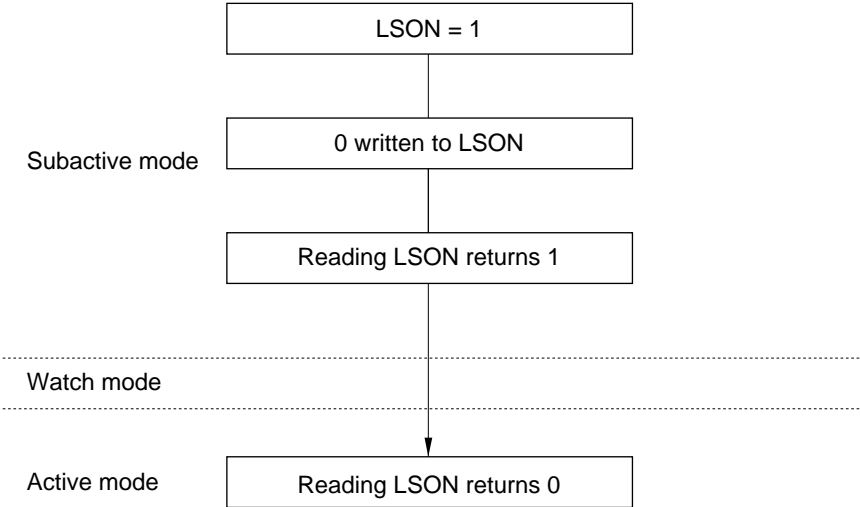 LSON = 1
0 written to LSON
Subactive mode
Reading LSON returns 1
Watch mode
Active mode
Reading LSON returns 0